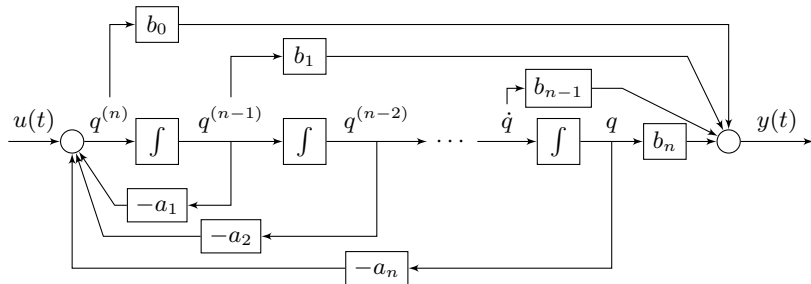 b₀
b₁
bₙ₋₁
u(t) q⁽ⁿ⁾ ∫ q⁽ⁿ⁻¹⁾ ∫ q⁽ⁿ⁻²⁾ ⋯ q̇ ∫ q bₙ y(t)
−a₁
−a₂
−aₙ